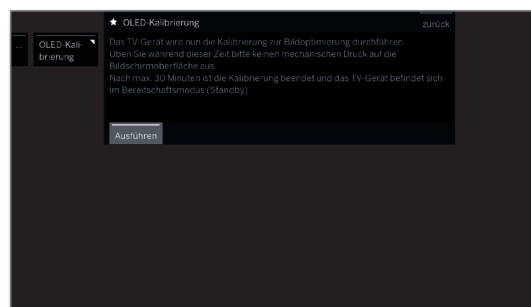 ★ OLED-Kalibrierung
zurück
...
OLED-Kali-
brierung
Das TV-Gerät wird nun die Kalibrierung zur Bildoptimierung durchführen.
Üben Sie während dieser Zeit bitte keinen mechanischen Druck auf die
Bildschirmoberfläche aus.
Nach max. 30 Minuten ist die Kalibrierung beendet und das TV-Gerät befindet sich
im Bereitschaftsmodus (Standby).
Ausführen